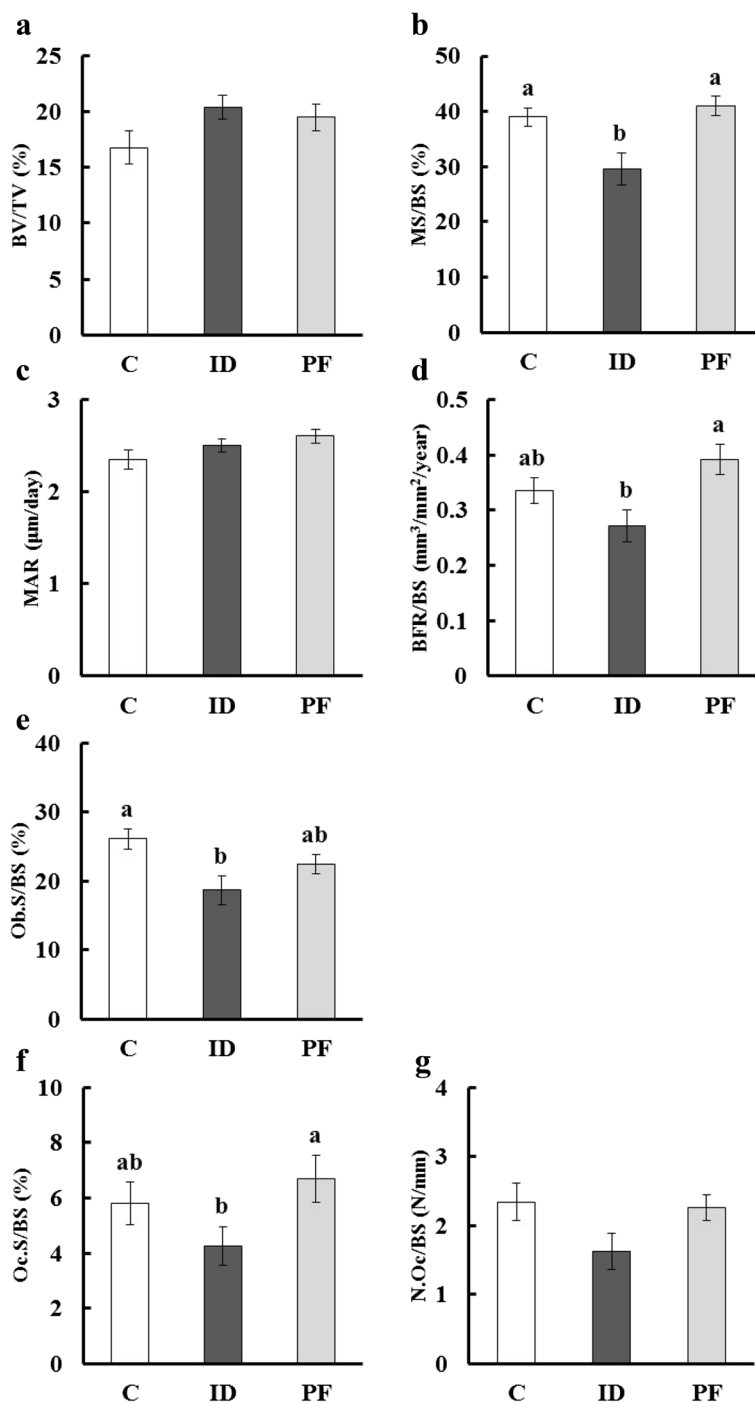 a
BV/TV (%)
25
20
15
10
5
0
C ID PF
b
MS/BS (%)
50
40
30
20
10
0
a b a
C ID PF
c
MAR (µm/day)
3
2
1
0
C ID PF
d
BFR/BS (mm³/mm²/year)
0.5
0.4
0.3
0.2
0.1
0
ab b a
C ID PF
e
Ob.S/BS (%)
40
30
20
10
0
a b ab
C ID PF
f
Oc.S/BS (%)
10
8
6
4
2
0
ab b a
C ID PF
g
N.Oc/BS (N/mm)
4
3
2
1
0
C ID PF